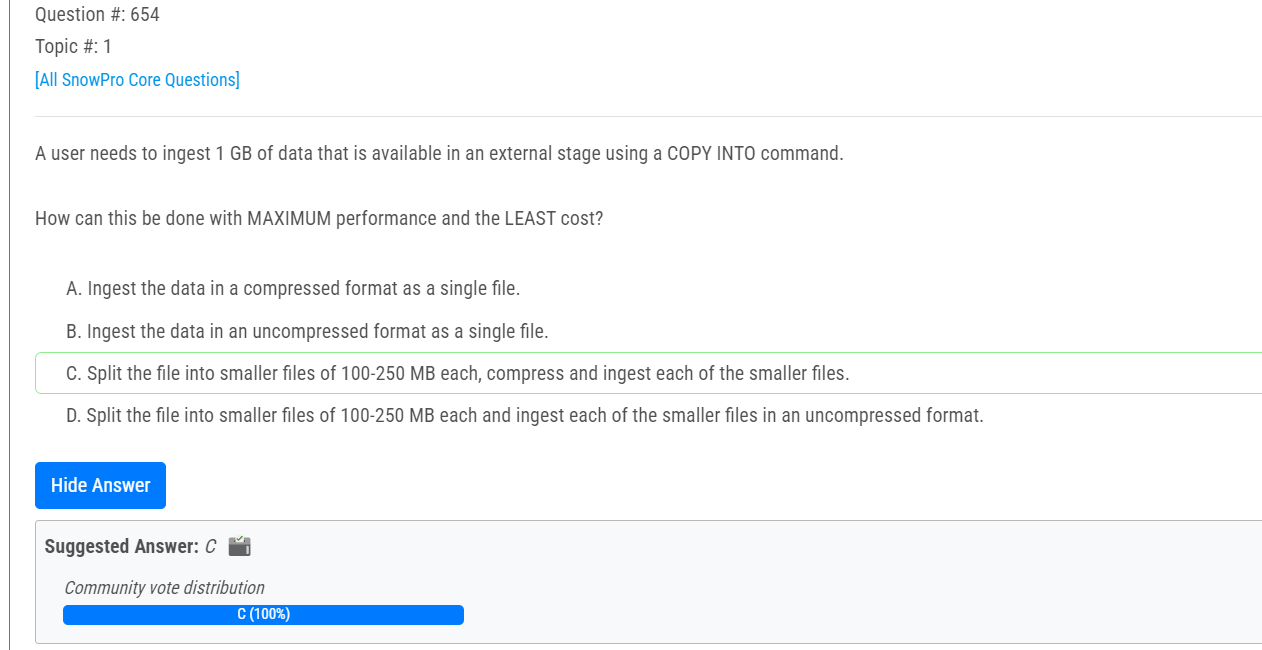 Question #: 654
Topic #: 1
[All SnowPro Core Questions]
A user needs to ingest 1 GB of data that is available in an external stage using a COPY INTO command.
How can this be done with MAXIMUM performance and the LEAST cost?
A. Ingest the data in a compressed format as a single file.
B. Ingest the data in an uncompressed format as a single file.
C. Split the file into smaller files of 100-250 MB each, compress and ingest each of the smaller files.
D. Split the file into smaller files of 100-250 MB each and ingest each of the smaller files in an uncompressed format.
Hide Answer
Suggested Answer: C
Community vote distribution
C (100%)